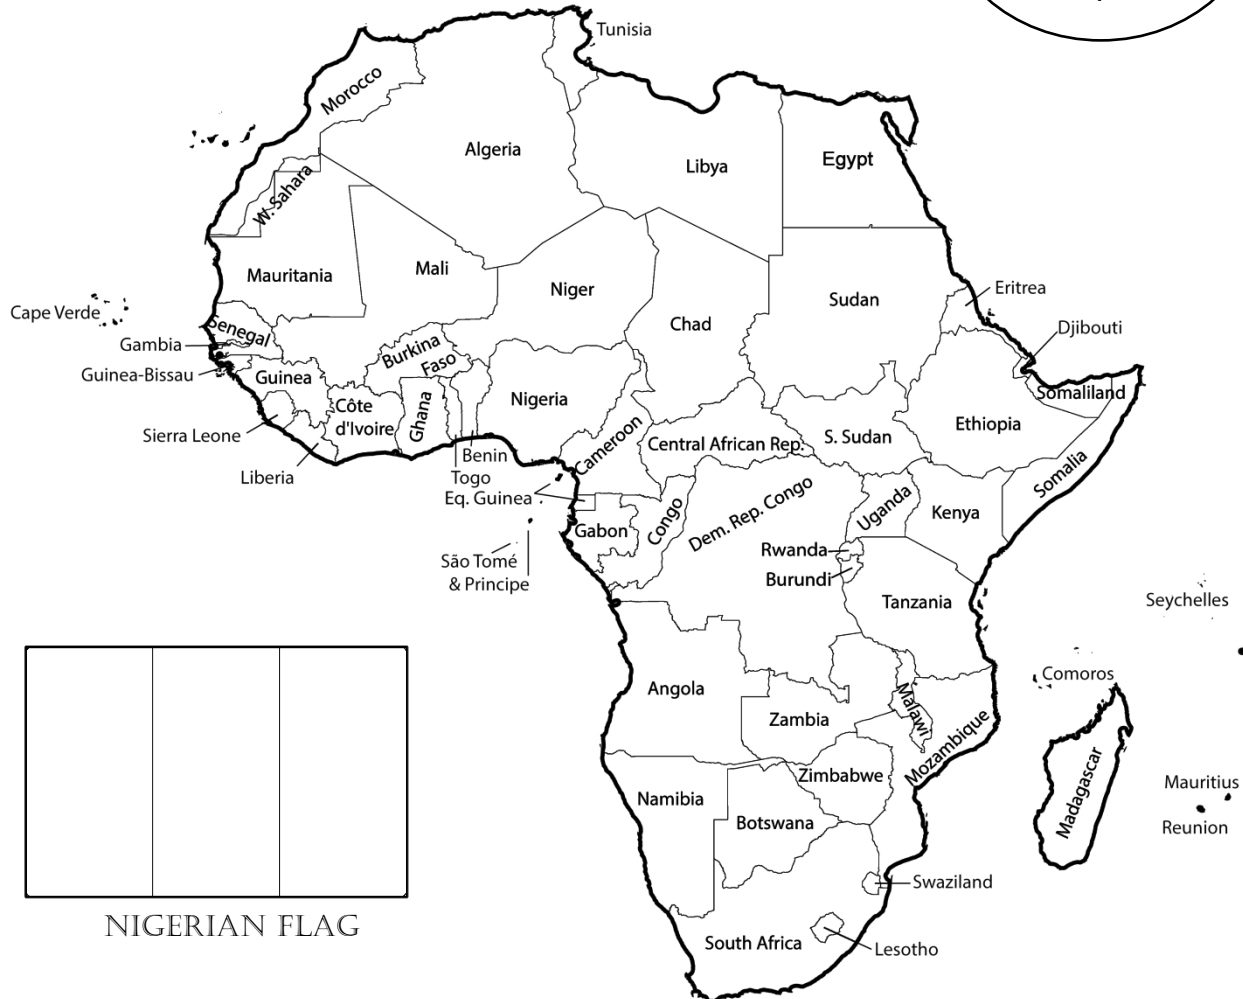 Tunisia
Morocco
Algeria
Libya
Egypt
W. Sahara
Mauritania
Mali
Niger
Chad
Sudan
Eritrea
Cape Verde
Senegal
Gambia
Guinea-Bissau
Guinea
Burkina
Faso
Djibouti
Somaliland
Côte
d'Ivoire
Ghana
Nigeria
Cameroon
Central African Rep.
S. Sudan
Ethiopia
Somalia
Sierra Leone
Liberia
Benin
Togo
Eq. Guinea
Gabon
Congo
Dem. Rep. Congo
Uganda
Kenya
Rwanda
Burundi
São Tomé
& Principe
Tanzania
Seychelles
Comoros
Angola
Zambia
Malawi
Mozambique
Madagascar
Mauritius
Reunion
Namibia
Zimbabwe
Botswana
Swaziland
South Africa
Lesotho
NIGERIAN FLAG